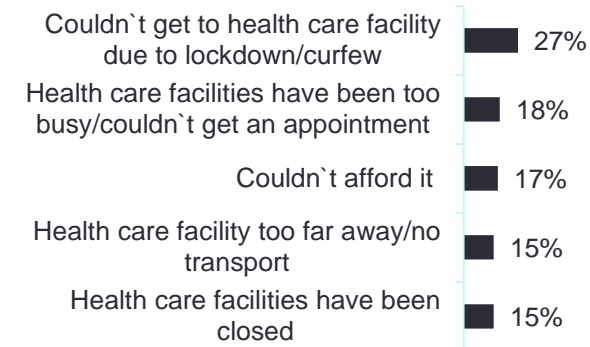 Couldn`t get to health care facility
due to lockdown/curfew
27%
Health care facilities have been too
busy/couldn`t get an appointment
18%
Couldn`t afford it
17%
Health care facility too far away/no
transport
15%
Health care facilities have been
closed
15%